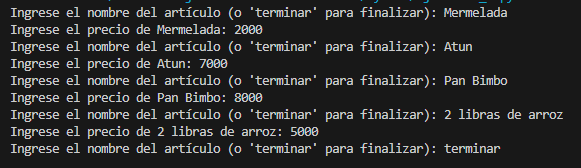 Ingrese el nombre del artículo (o 'terminar' para finalizar): Mermelada
Ingrese el precio de Mermelada: 2000
Ingrese el nombre del artículo (o 'terminar' para finalizar): Atun
Ingrese el precio de Atun: 7000
Ingrese el nombre del artículo (o 'terminar' para finalizar): Pan Bimbo
Ingrese el precio de Pan Bimbo: 8000
Ingrese el nombre del artículo (o 'terminar' para finalizar): 2 libras de arroz
Ingrese el precio de 2 libras de arroz: 5000
Ingrese el nombre del artículo (o 'terminar' para finalizar): terminar